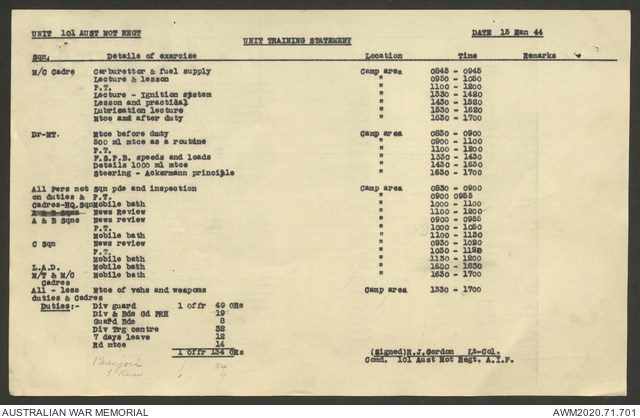 UNIT 101 AUST MOT REGT DATE 15 Jan 44
UNIT TRAINING STATEMENT
Sqn. Details of exercise Location Time Remarks
M/C Cadre Carburettor & fuel supply Camp area 0845 - 0945
Lecture & lesson " 0950 - 1050
P.T. " 1100 - 1200
Lecture - Ignition system " 1330 - 1420
Lesson and practical " 1430 - 1520
Lubrication lecture " 1530 - 1620
Mtce and after duty " 1630 - 1700
Dr-MT. Mtce before duty Camp area 0830 - 0900
500 ml mtce as a routine " 0900 - 1100
P.T. " 1100 - 1200
F.S.P.B. speeds and loads " 1330 - 1430
Details 1000 ml mtce " 1430 - 1630
Steering - Ackermann principle " 1630 - 1700
All Pers not Sqn pde and inspection Camp area 0830 - 0900
on duties & P.T. " 0900 0955
Cadres-HQ.Sqn Mobile bath " 1000 - 1100
News Review " 1100 - 1200
A & B Sqns News review " 0900 - 0955
P.T. " 1000 - 1050
Mobile bath " 1100 - 1130
C Sqn News review " 0930 - 1020
P.T. " 1030 - 1120
Mobile bath " 1130 - 1200
L.A.D. Mobile bath " 1600 - 1630
M/T & M/C Mobile bath " 1630 - 1700
Cadres
All - less Mtce of vehs and weapons Camp area 1330 - 1700
duties & Cadres
Duties:- Div guard 1 offr 49 ORs
Div & Bde Gd FRH 19
Guard Bde 8
Div Trg centre 32
7 days leave 12
Rd mtce 14
1 offr 134 ORs
(Signed)R.J.Gordon Lt-Col.
Comd. 101 Aust Mot Regt. A.I.F.
AUSTRALIAN WAR MEMORIAL AWM2020.71.701